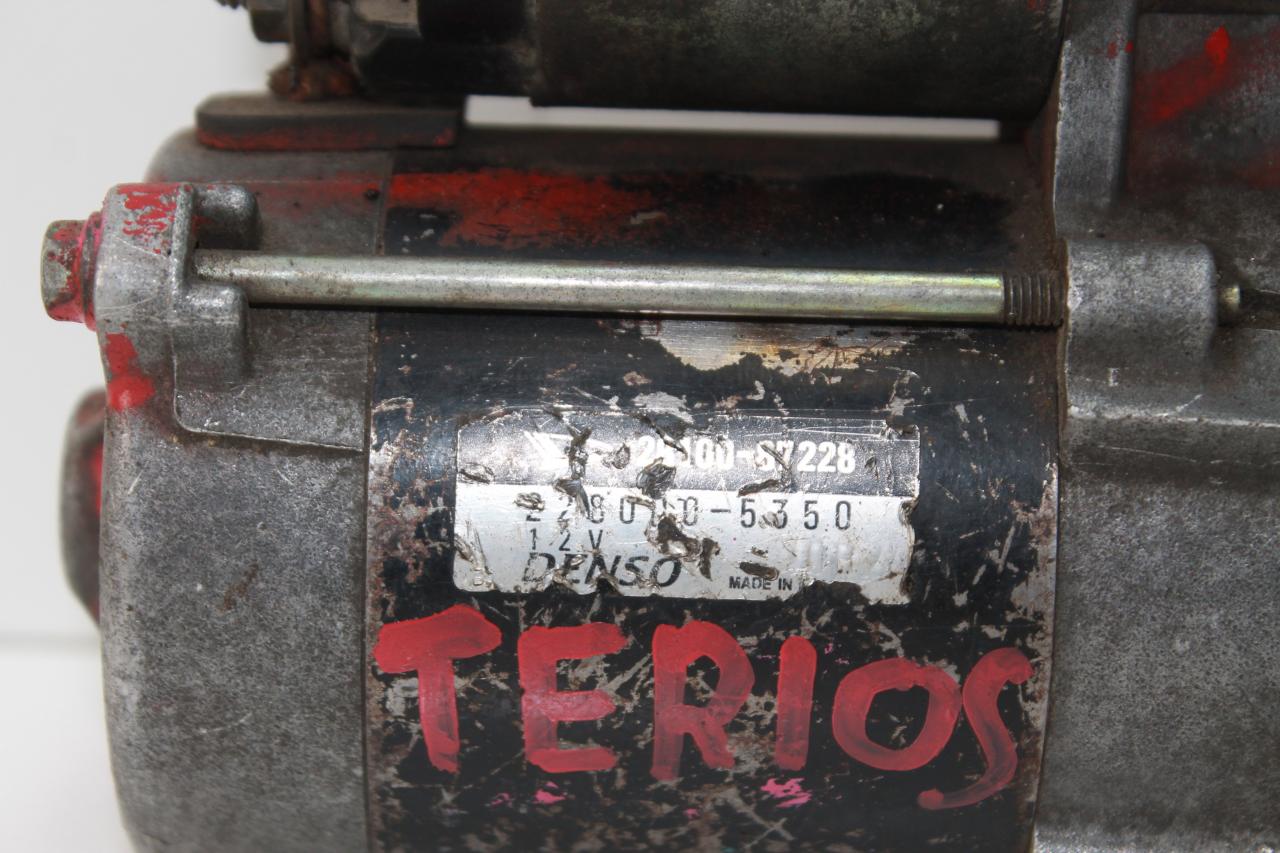 28100-87228
228000-5350
12V
DENSO
MADE IN
TERIOS